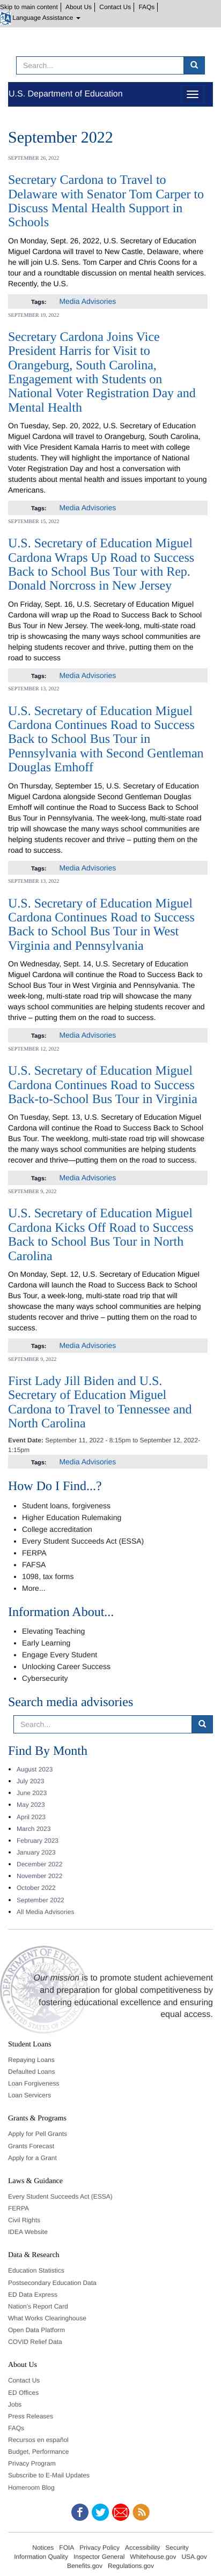 Skip to main content | About Us | Contact Us | FAQs |
Language Assistance
Search...
U.S. Department of Education
September 2022
SEPTEMBER 26, 2022
Secretary Cardona to Travel to
Delaware with Senator Tom Carper to
Discuss Mental Health Support in
Schools
On Monday, Sept. 26, 2022, U.S. Secretary of Education
Miguel Cardona will travel to New Castle, Delaware, where
he will join U.S. Sens. Tom Carper and Chris Coons for a
tour and a roundtable discussion on mental health services.
Recently, the U.S.
Tags: Media Advisories
SEPTEMBER 19, 2022
Secretary Cardona Joins Vice
President Harris for Visit to
Orangeburg, South Carolina,
Engagement with Students on
National Voter Registration Day and
Mental Health
On Tuesday, Sep. 20, 2022, U.S. Secretary of Education
Miguel Cardona will travel to Orangeburg, South Carolina,
with Vice President Harris to meet with college
students. They will highlight the importance of National
Voter Registration Day and have a conversation with
students about mental health and issues important to young
Americans.
Tags: Media Advisories
SEPTEMBER 15, 2022
U.S. Secretary of Education Miguel
Cardona Wraps Up Road to Success
Back to School Bus Tour with Rep.
Donald Norcross in New Jersey
On Friday, Sept. 16, U.S. Secretary of Education Miguel
Cardona will wrap up the Road to Success Back to School
Bus Tour in New Jersey. The week-long, multi-state road
trip will showcase the many ways school communities are
helping students recover and thrive, putting them on the
road to success
Tags: Media Advisories
SEPTEMBER 13, 2022
U.S. Secretary of Education Miguel
Cardona Continues Road to Success
Back to School Bus Tour in
Pennsylvania with Second Gentleman
Douglas Emhoff
On Thursday, September 15, U.S. Secretary of Education
Miguel Cardona alongside Second Gentleman Douglas
Emhoff will continue the Road to Success Back to School
Bus Tour in Pennsylvania. The week-long, multi-state road
trip will showcase the many ways school communities are
helping students recover and thrive – putting them on the
road to success.
Tags: Media Advisories
SEPTEMBER 13, 2022
U.S. Secretary of Education Miguel
Cardona Continues Road to Success
Back to School Bus Tour in West
Virginia and Pennsylvania
On Wednesday, Sept. 14, U.S. Secretary of Education
Miguel Cardona will continue the Road to Success Back to
School Bus Tour in West Virginia and Pennsylvania. The
week-long multi-state road trip will showcase the many
ways school communities are helping students recover and
thrive – putting them on the road to success.
Tags: Media Advisories
SEPTEMBER 12, 2022
U.S. Secretary of Education Miguel
Cardona Continues Road to Success
Back-to-School Bus Tour in Virginia
On Tuesday, Sept. 13, U.S. Secretary of Education Miguel
Cardona will continue the Road to Success Back to School
Bus Tour. The weeklong, multi-state road trip will showcase
the many ways school communities are helping students
recover and thrive—putting them on the road to success.
Tags: Media Advisories
SEPTEMBER 9, 2022
U.S. Secretary of Education Miguel
Cardona Kicks Off Road to Success
Back to School Bus Tour in North
Carolina
On Monday, Sept. 12, U.S. Secretary of Education Miguel
Cardona will launch the Road to Success Back to School
Bus Tour, a week-long, multi-state road trip that will
showcase the many ways school communities are helping
students recover and thrive – putting them on the road to
success.
Tags: Media Advisories
SEPTEMBER 9, 2022
First Lady Jill Biden and U.S.
Secretary of Education Miguel
Cardona to Travel to Tennessee and
North Carolina
Event Date: September 11, 2022 - 8:15pm to September 12, 2022-
1:15pm
Tags: Media Advisories
How Do I Find...?
Student loans, forgiveness
Higher Education Rulemaking
College accreditation
Every Student Succeeds Act (ESSA)
FERPA
FAFSA
1098, tax forms
More...
Information About...
Elevating Teaching
Early Learning
Engage Every Student
Unlocking Career Success
Cybersecurity
Search media advisories
Search...
Find By Month
August 2023
July 2023
June 2023
May 2023
April 2023
March 2023
February 2023
January 2023
December 2022
November 2022
October 2022
September 2022
All Media Advisories
Our mission is to promote student achievement
and preparation for global competitiveness by
fostering educational excellence and ensuring
equal access.
Student Loans
Repaying Loans
Defaulted Loans
Loan Forgiveness
Loan Servicers
Grants & Programs
Apply for Pell Grants
Grants Forecast
Apply for a Grant
Laws & Guidance
Every Student Succeeds Act (ESSA)
FERPA
Civil Rights
IDEA Website
Data & Research
Education Statistics
Postsecondary Education Data
ED Data Express
Nation's Report Card
What Works Clearinghouse
Open Data Platform
COVID Relief Data
About Us
Contact Us
ED Offices
Jobs
Press Releases
FAQs
Recursos en español
Budget, Performance
Privacy Program
Subscribe to E-Mail Updates
Homeroom Blog
Notices FOIA Privacy Policy Accessibility Security
Information Quality Inspector General Whitehouse.gov USA.gov
Benefits.gov Regulations.gov